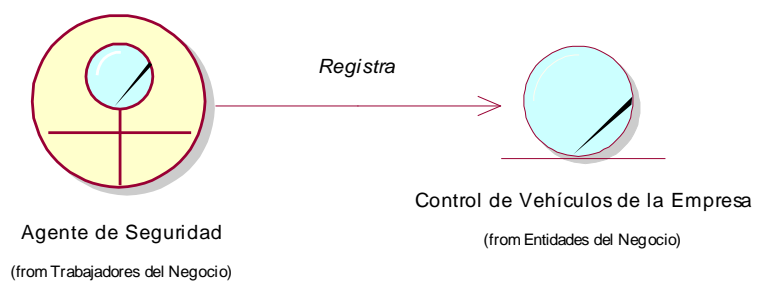 Registra
Control de Vehículos de la Empresa
(from Entidades del Negocio)
Agente de Seguridad
(from Trabajadores del Negocio)